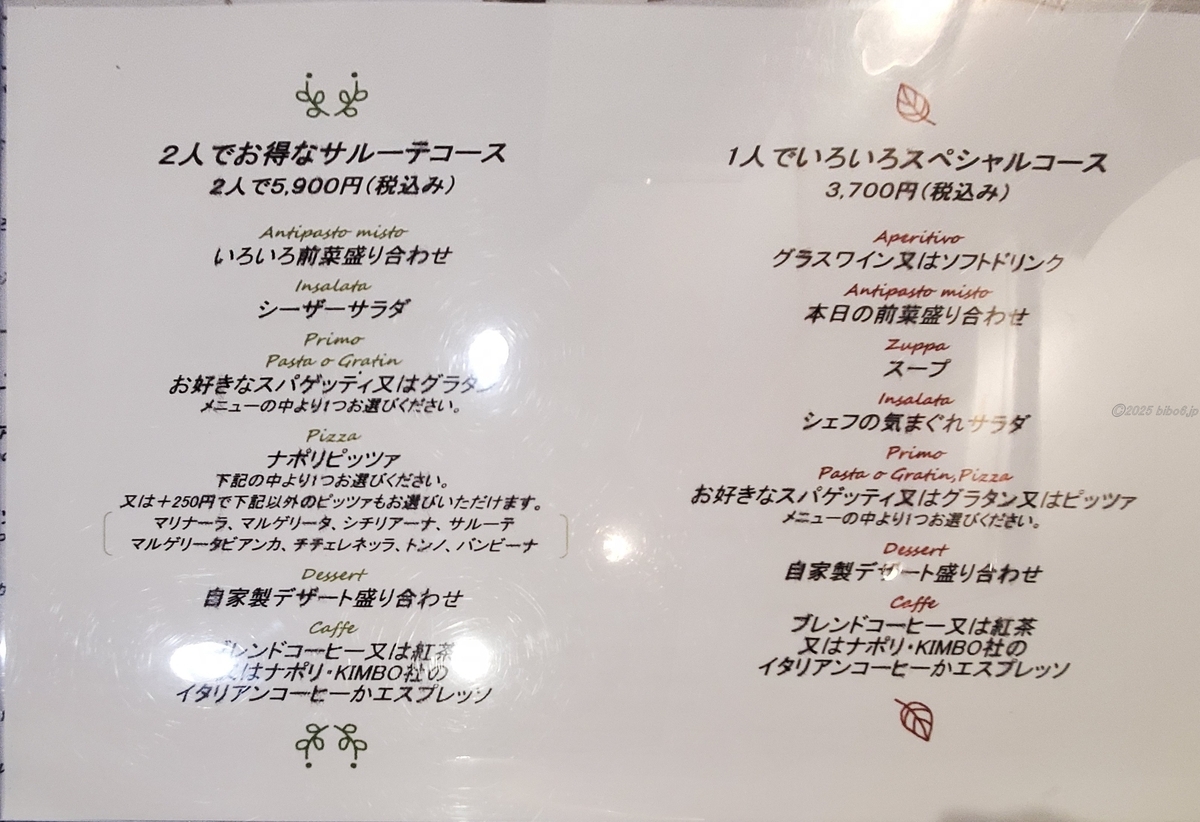 2人でお得なサルーテコース
2人で5,900円(税込み)
Antipasto misto
いろいろ前菜盛り合わせ
Insalata
シーザーサラダ
Primo
Pasta o Gratin
お好きなスパゲッティ又はグラタン
メニューの中より1つお選びください。
Pizza
ナポリピッツァ
下記の中より1つお選びください。
又は+250円で下記以外のピッツァもお選びいただけます。
マリナーラ、マルゲリータ、シチリアーナ、サルーテ
マルゲリータビアンカ、チチェレネッラ、トンノ、バンビーナ
Dessert
自家製デザート盛り合わせ
Caffe
ブレンドコーヒー又は紅茶
又はナポリ・KIMBO社の
イタリアンコーヒーかエスプレッソ
1人でいろいろスペシャルコース
3,700円(税込み)
Aperitivo
グラスワイン又はソフトドリンク
Antipasto misto
本日の前菜盛り合わせ
Zuppa
スープ
Insalata
シェフの気まぐれサラダ
Primo
Pasta o Gratin,Pizza
お好きなスパゲッティ又はグラタン又はピッツァ
メニューの中より1つお選びください。
Dessert
自家製デザート盛り合わせ
Caffe
ブレンドコーヒー又は紅茶
又はナポリ・KIMBO社の
イタリアンコーヒーかエスプレッソ
©2025 bibo6.jp